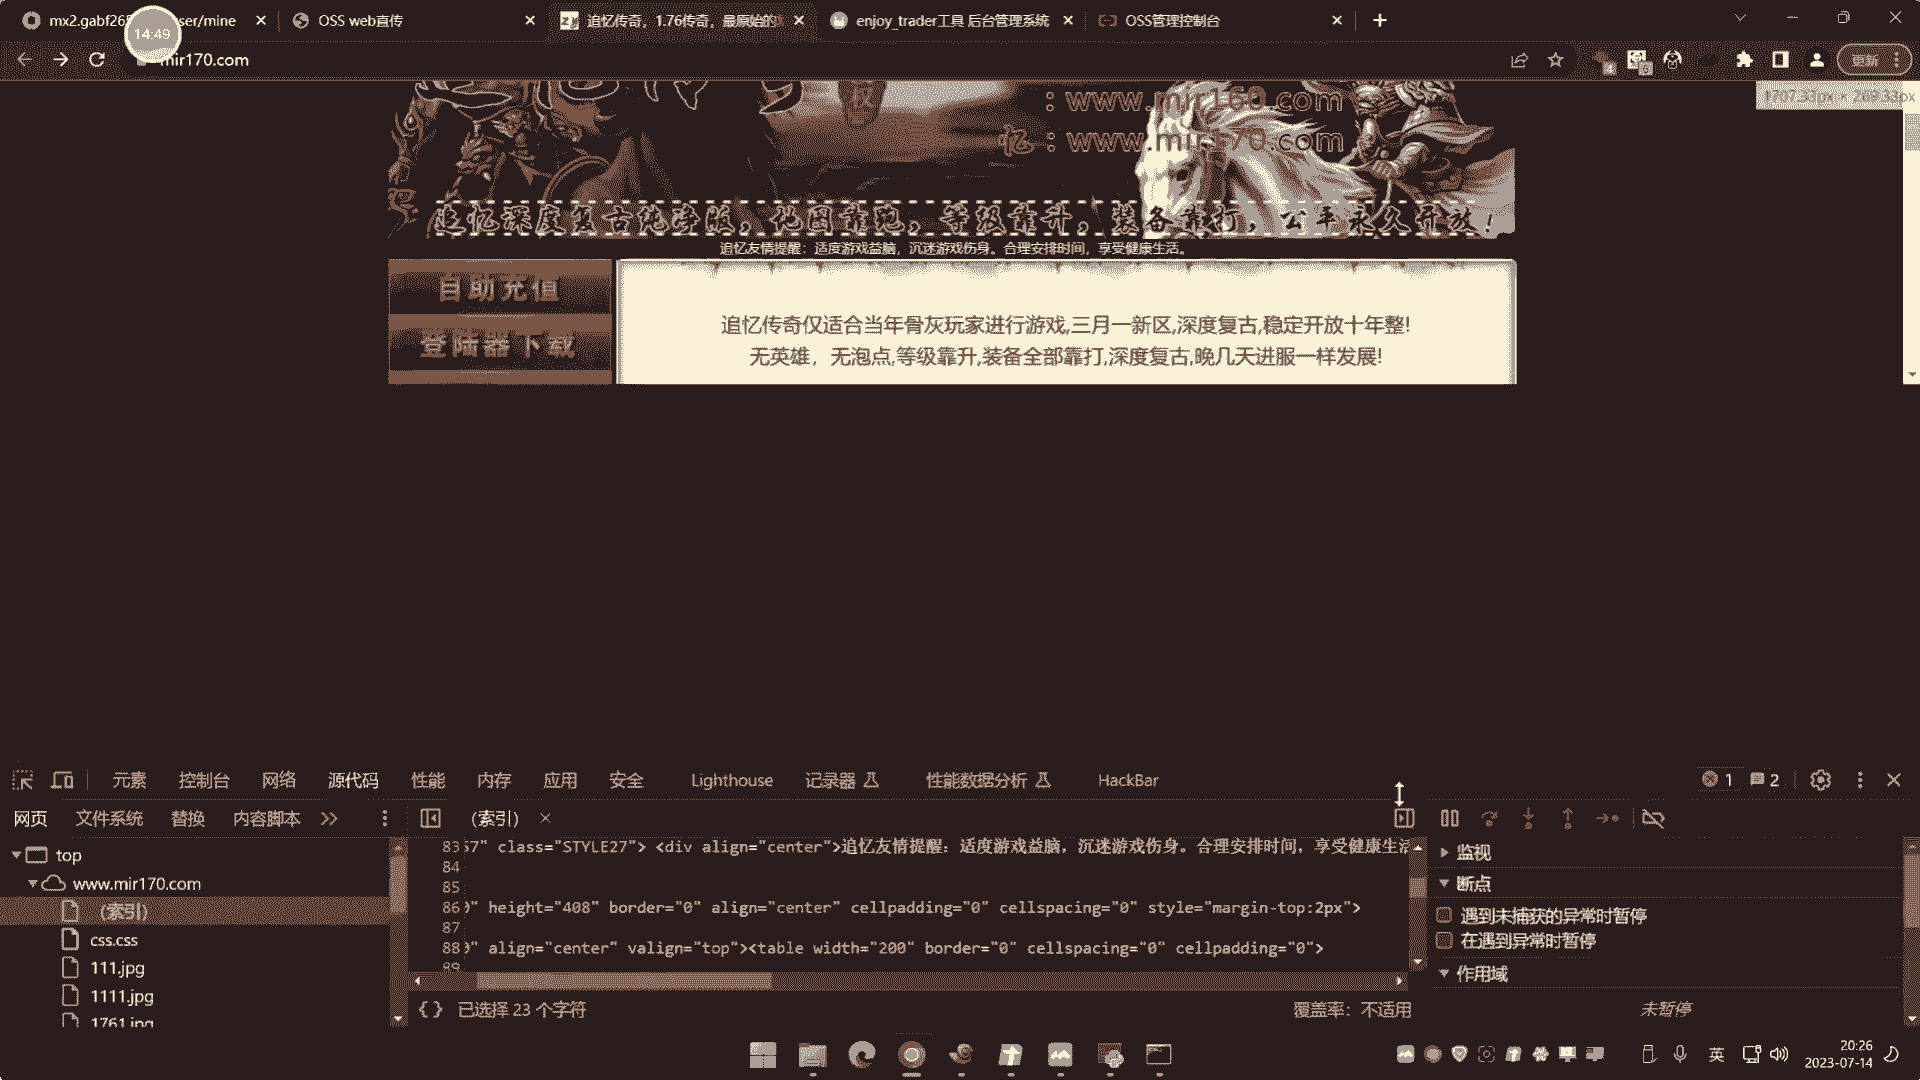 mx2.gabf26 ser/mine
OSS web直传
追忆传奇，1.76传奇，最原始的
enjoy_trader工具 后台管理系统
OSS管理控制台
14:49
mir170.com
更新
：www.mir160.com
忆：www.mir170.com
1707.33px × 269.33px
追忆深度复古纯净版，地图靠跑，等级靠升，装备靠打，公平永久开放！
追忆友情提醒：适度游戏益脑，沉迷游戏伤身。合理安排时间，享受健康生活。
自助充值
登陆器下载
追忆传奇仅适合当年骨灰玩家进行游戏,三月一新区,深度复古,稳定开放十年整!
无英雄，无泡点,等级靠升,装备全部靠打,深度复古,晚几天进服一样发展!
元素 控制台 网络 源代码 性能 内存 应用 安全 Lighthouse 记录器 性能数据分析 HackBar
1 2
网页 文件系统 替换 内容脚本
(索引)
top
www.mir170.com
(索引)
css.css
111.jpg
1111.jpg
1761.jpg
83 57" class="STYLE27"> <div align="center">追忆友情提醒：适度游戏益脑，沉迷游戏伤身。合理安排时间，享受健康生活
84
85
86 0" height="408" border="0" align="center" cellpadding="0" cellspacing="0" style="margin-top:2px">
87
88 0" align="center" valign="top"><table width="200" border="0" cellspacing="0" cellpadding="0">
89
{ } 已选择 23 个字符
覆盖率：不适用
监视
断点
遇到未捕获的异常时暂停
在遇到异常时暂停
作用域
未暂停
英
20:26
2023-07-14